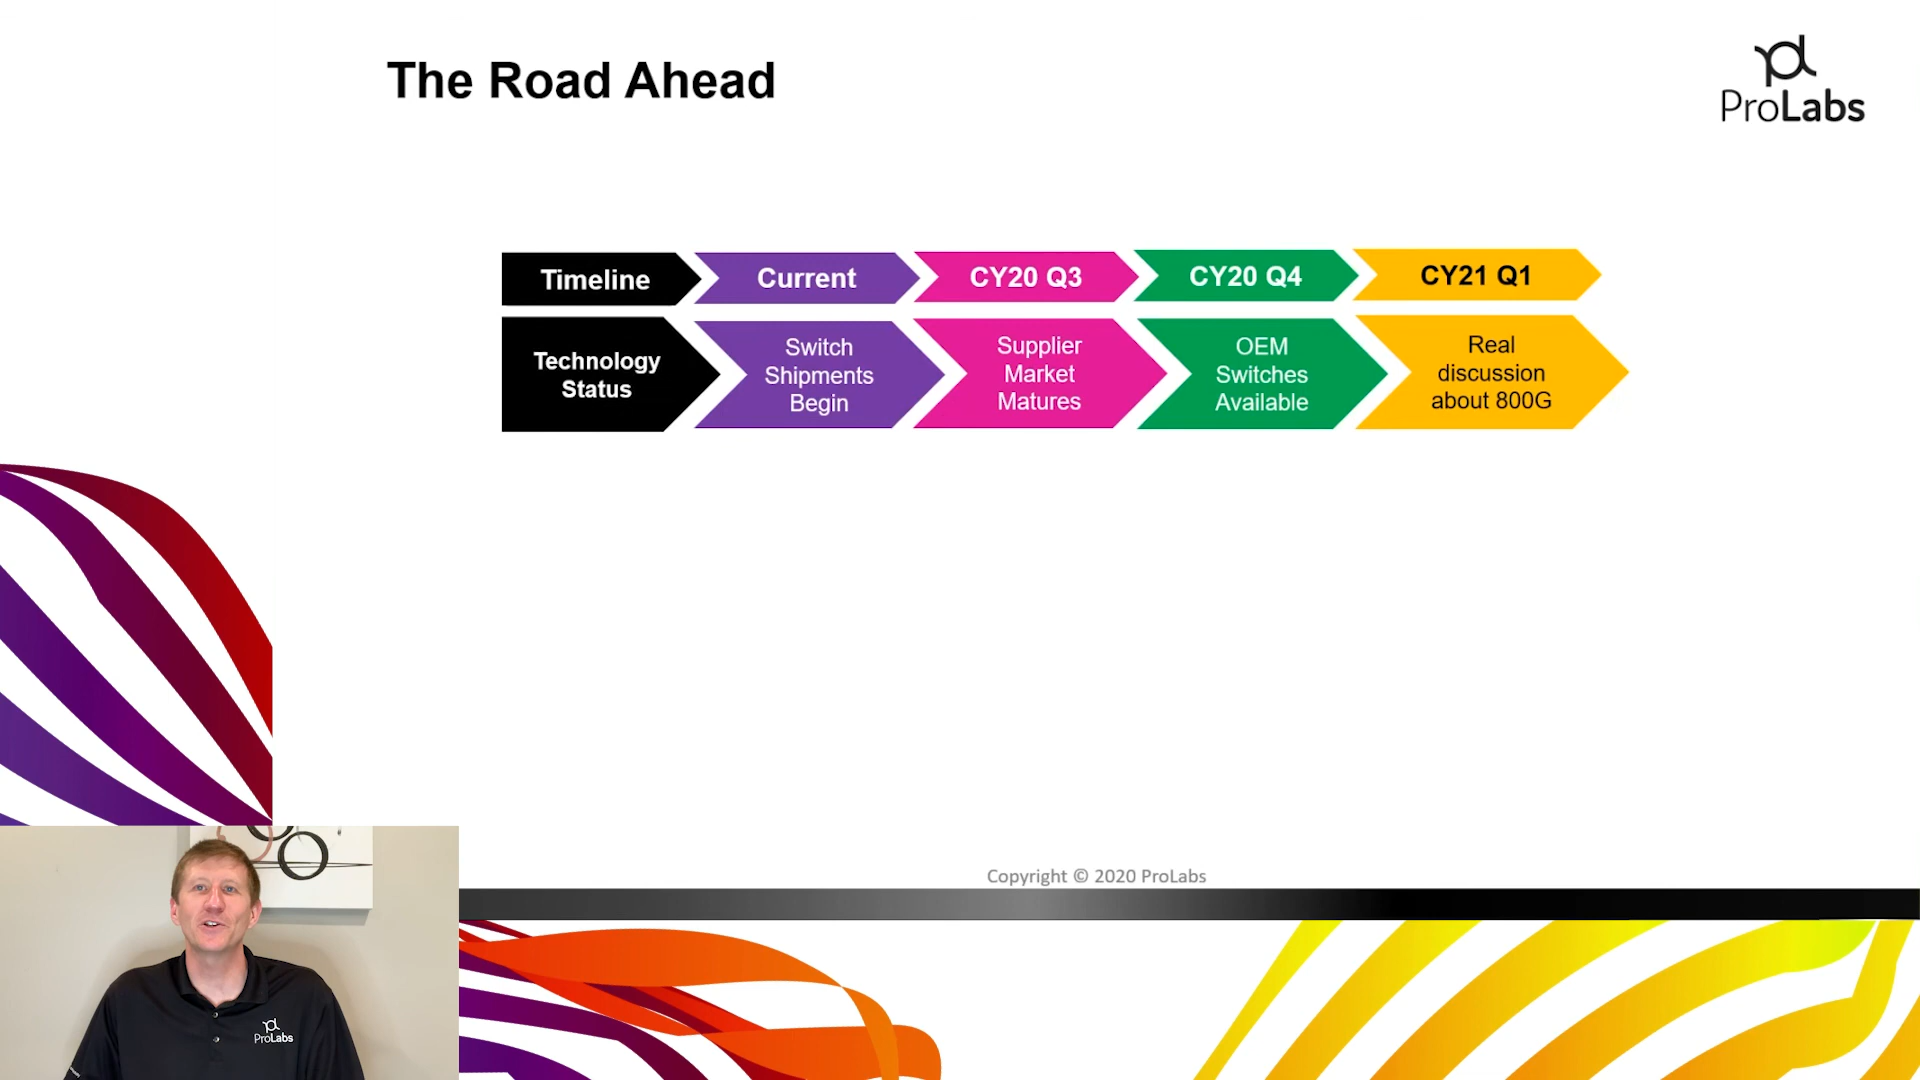 The Road Ahead
ProLabs
Timeline
Current
CY20 Q3
CY20 Q4
CY21 Q1
Technology
Status
Switch
Shipments
Begin
Supplier
Market
Matures
OEM
Switches
Available
Real
discussion
about 800G
Copyright © 2020 ProLabs
ProLabs